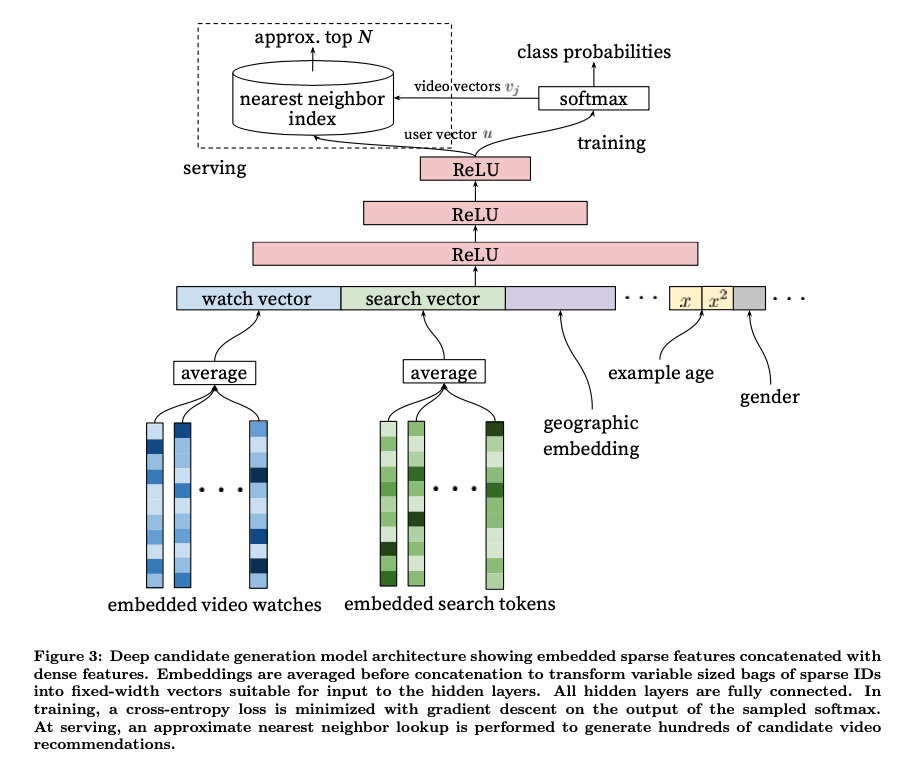 approx. top N
class probabilities
nearest neighbor
index
video vectors vj
softmax
user vector u
training
serving
ReLU
ReLU
ReLU
watch vector
search vector
x
x²
average
average
example age
gender
geographic
embedding
embedded video watches
embedded search tokens
Figure 3: Deep candidate generation model architecture showing embedded sparse features concatenated with
dense features. Embeddings are averaged before concatenation to transform variable sized bags of sparse IDs
into fixed-width vectors suitable for input to the hidden layers. All hidden layers are fully connected. In
training, a cross-entropy loss is minimized with gradient descent on the output of the sampled softmax.
At serving, an approximate nearest neighbor lookup is performed to generate hundreds of candidate video
recommendations.